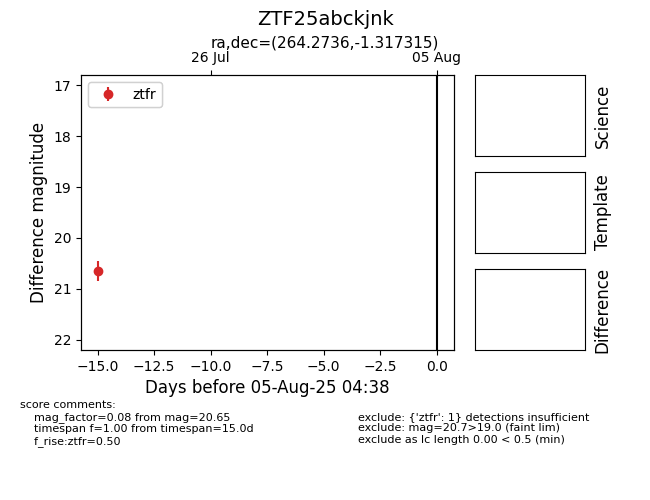 ZTF25abckjnk
ra,dec=(264.2736,-1.317315)
26 Jul
05 Aug
ztfr
17
18
19
20
21
22
Difference magnitude
−15.0
−12.5
−10.0
−7.5
−5.0
−2.5
0.0
Days before 05-Aug-25 04:38
Science
Template
Difference
score comments:
mag_factor=0.08 from mag=20.65
timespan f=1.00 from timespan=15.0d
f_rise:ztfr=0.50
exclude: {'ztfr': 1} detections insufficient
exclude: mag=20.7>19.0 (faint lim)
exclude as lc length 0.00 < 0.5 (min)